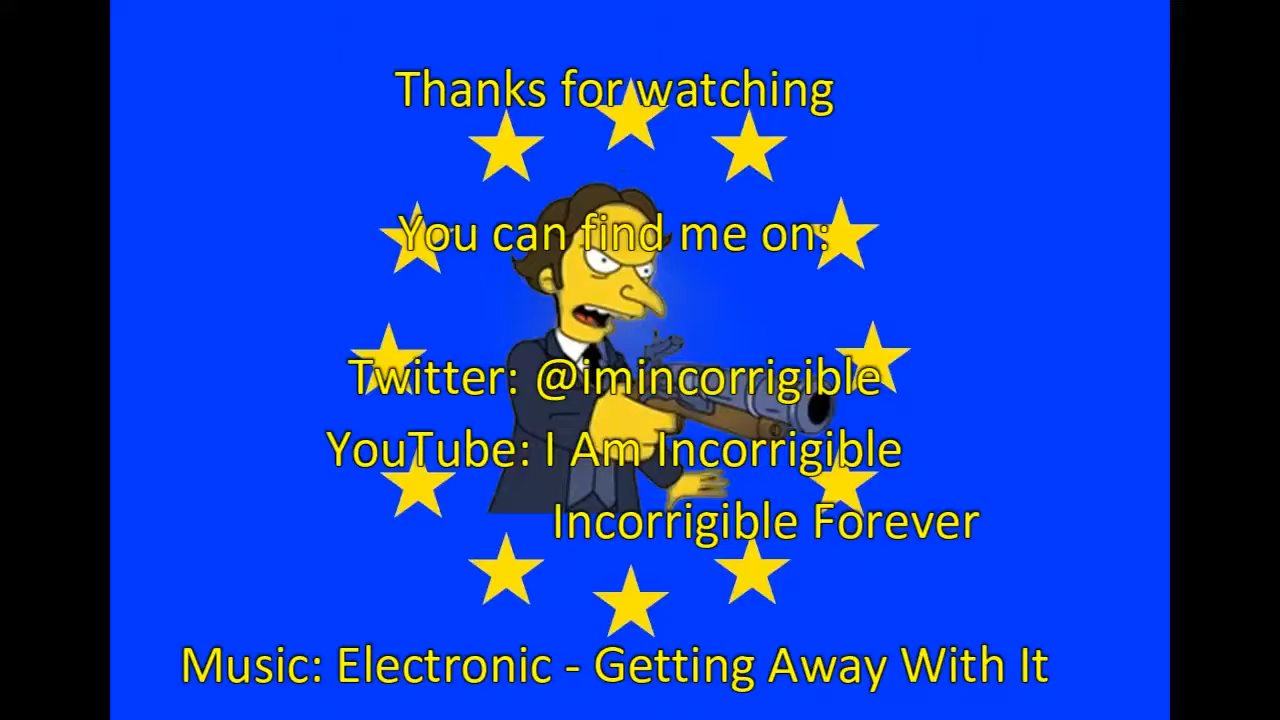 Thanks for watching
You can find me on:
Twitter: @imincorrigible
YouTube: I Am Incorrigible
Incorrigible Forever
Music: Electronic - Getting Away With It